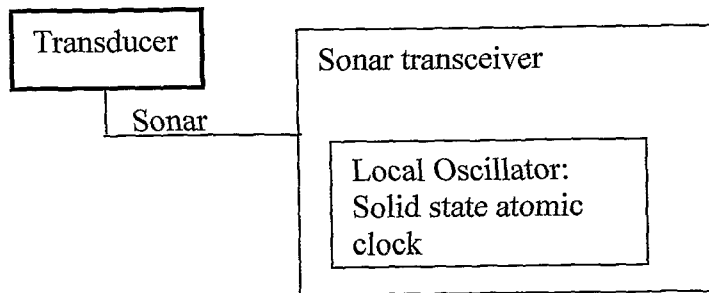 Transducer
Sonar transceiver
Sonar
Local Oscillator:
Solid state atomic
clock